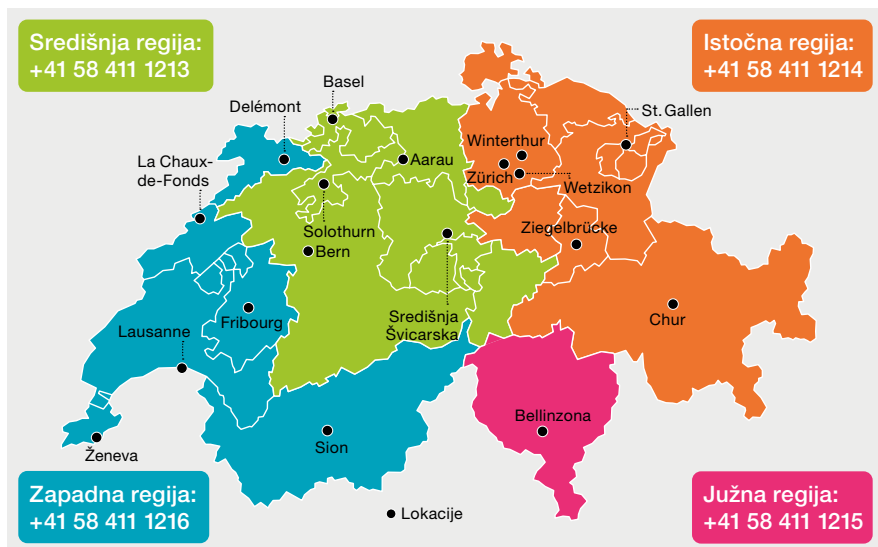 Središnja regija:
+41 58 411 1213
Istočna regija:
+41 58 411 1214
Basel
Delémont
St. Gallen
La Chaux-
de-Fonds
Winterthur
Aarau
Zürich
Wetzikon
Solothurn
Ziegelbrücke
Bern
Lausanne
Fribourg
Središnja
Švicarska
Chur
Bellinzona
Sion
Ženeva
Zapadna regija:
+41 58 411 1216
Lokacije
Južna regija:
+41 58 411 1215